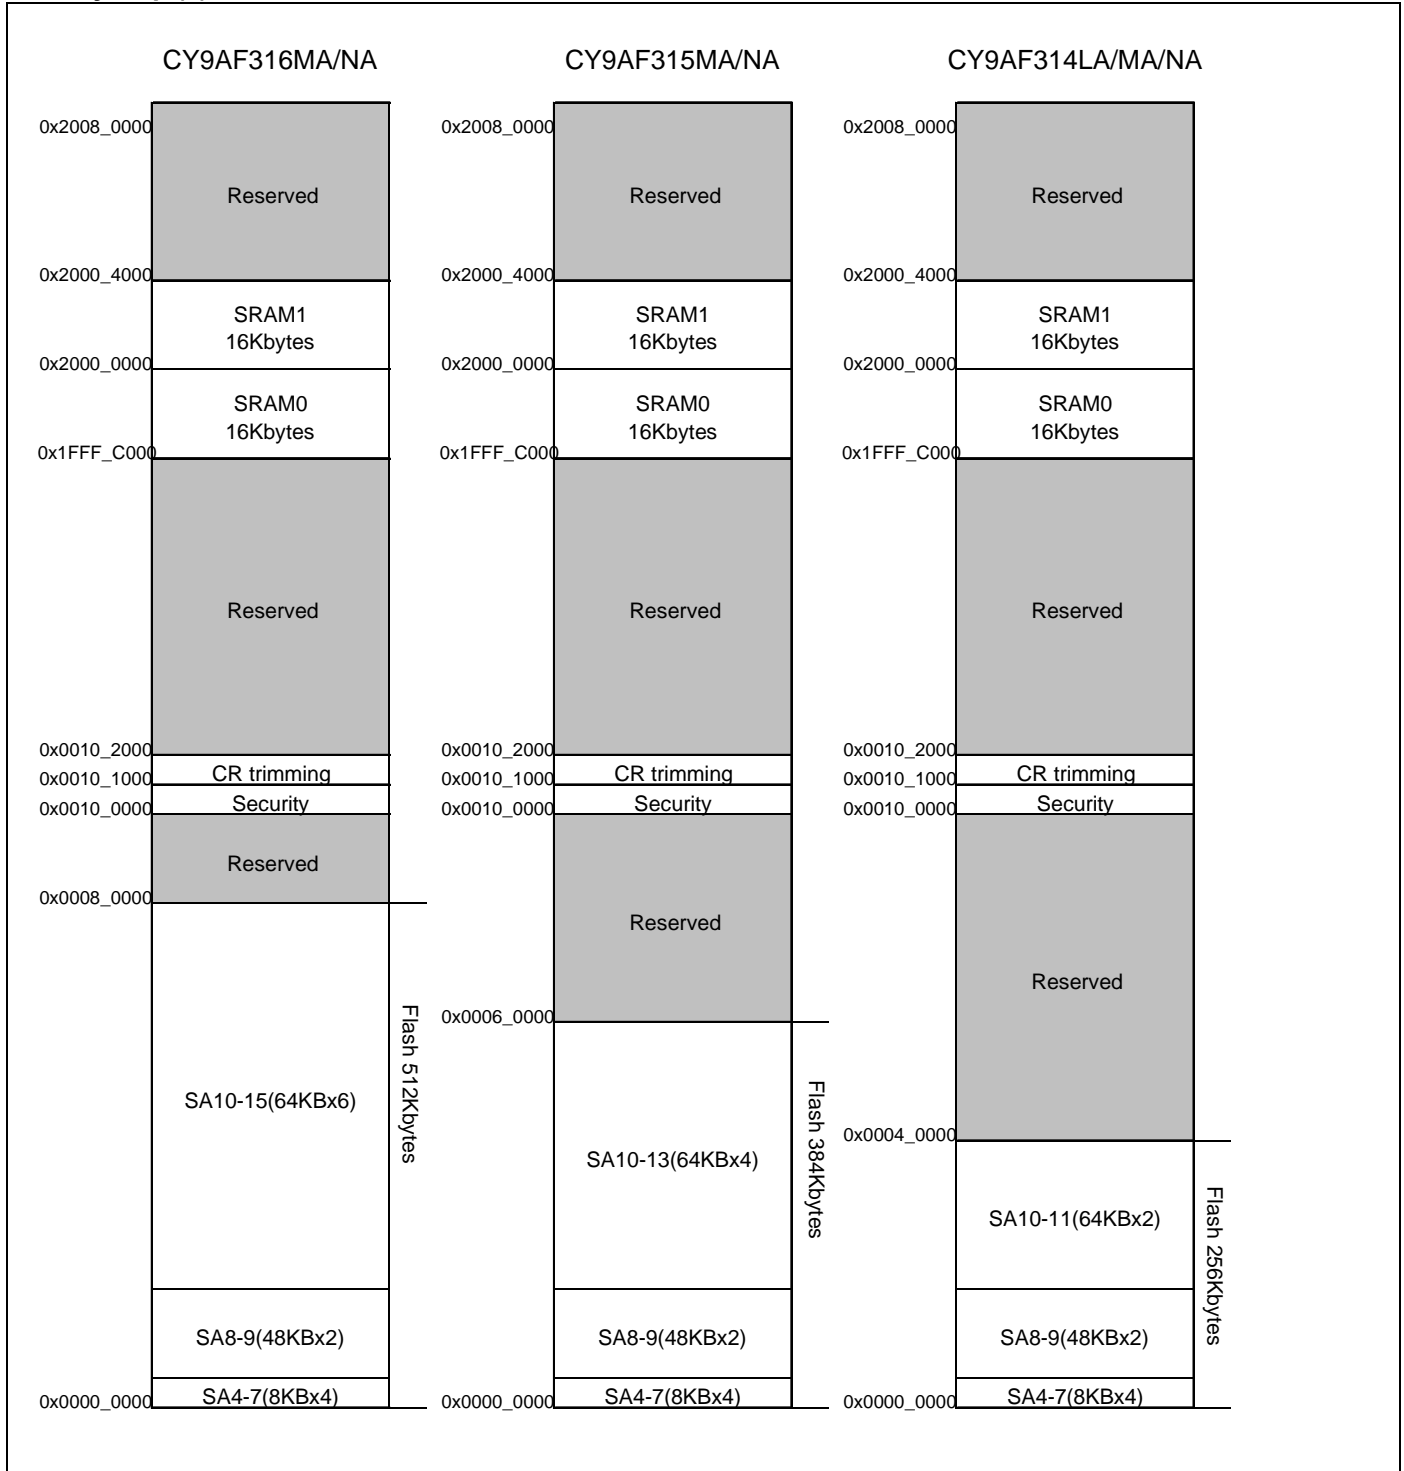 CY9AF316MA/NA
0x2008_0000
Reserved
0x2000_4000
SRAM1
16Kbytes
0x2000_0000
SRAM0
16Kbytes
0x1FFF_C000
Reserved
0x0010_2000
CR trimming
0x0010_1000
Security
0x0010_0000
Reserved
0x0008_0000
SA10-15(64KBx6)
Flash 512Kbytes
SA8-9(48KBx2)
SA4-7(8KBx4)
0x0000_0000
CY9AF315MA/NA
0x2008_0000
Reserved
0x2000_4000
SRAM1
16Kbytes
0x2000_0000
SRAM0
16Kbytes
0x1FFF_C000
Reserved
0x0010_2000
CR trimming
0x0010_1000
Security
0x0010_0000
Reserved
0x0006_0000
SA10-13(64KBx4)
Flash 384Kbytes
SA8-9(48KBx2)
SA4-7(8KBx4)
0x0000_0000
CY9AF314LA/MA/NA
0x2008_0000
Reserved
0x2000_4000
SRAM1
16Kbytes
0x2000_0000
SRAM0
16Kbytes
0x1FFF_C000
Reserved
0x0010_2000
CR trimming
0x0010_1000
Security
0x0010_0000
Reserved
0x0004_0000
SA10-11(64KBx2)
Flash 256Kbytes
SA8-9(48KBx2)
SA4-7(8KBx4)
0x0000_0000